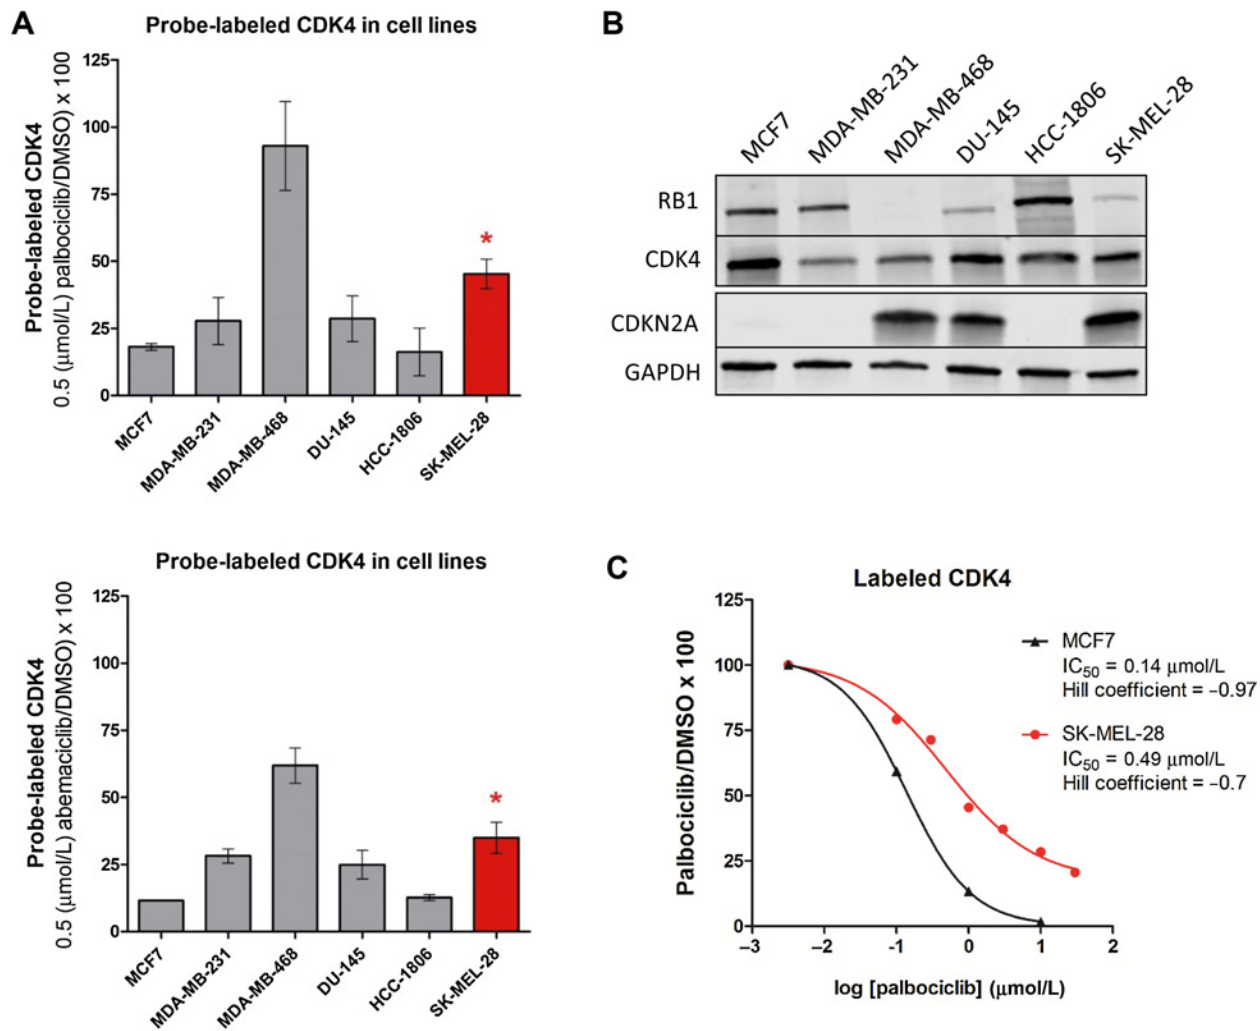 A
Probe-labeled CDK4 in cell lines
Probe-labeled CDK4
0.5 (μmol/L) palbociclib/DMSO) x 100
125
100
75
50
25
0
*
MCF7
MDA-MB-231
MDA-MB-468
DU-145
HCC-1806
SK-MEL-28
B
MCF7
MDA-MB-231
MDA-MB-468
DU-145
HCC-1806
SK-MEL-28
RB1
CDK4
CDKN2A
GAPDH
Probe-labeled CDK4 in cell lines
Probe-labeled CDK4
0.5 (μmol/L) abemaciclib/DMSO) x 100
125
100
75
50
25
0
*
MCF7
MDA-MB-231
MDA-MB-468
DU-145
HCC-1806
SK-MEL-28
C
Labeled CDK4
Palbociclib/DMSO x 100
125
100
75
50
25
0
–3
–2
-1
0
1
2
log [palbociclib] (μmol/L)
MCF7
IC50 = 0.14 μmol/L
Hill coefficient = –0.97
SK-MEL-28
IC50 = 0.49 μmol/L
Hill coefficient = –0.7